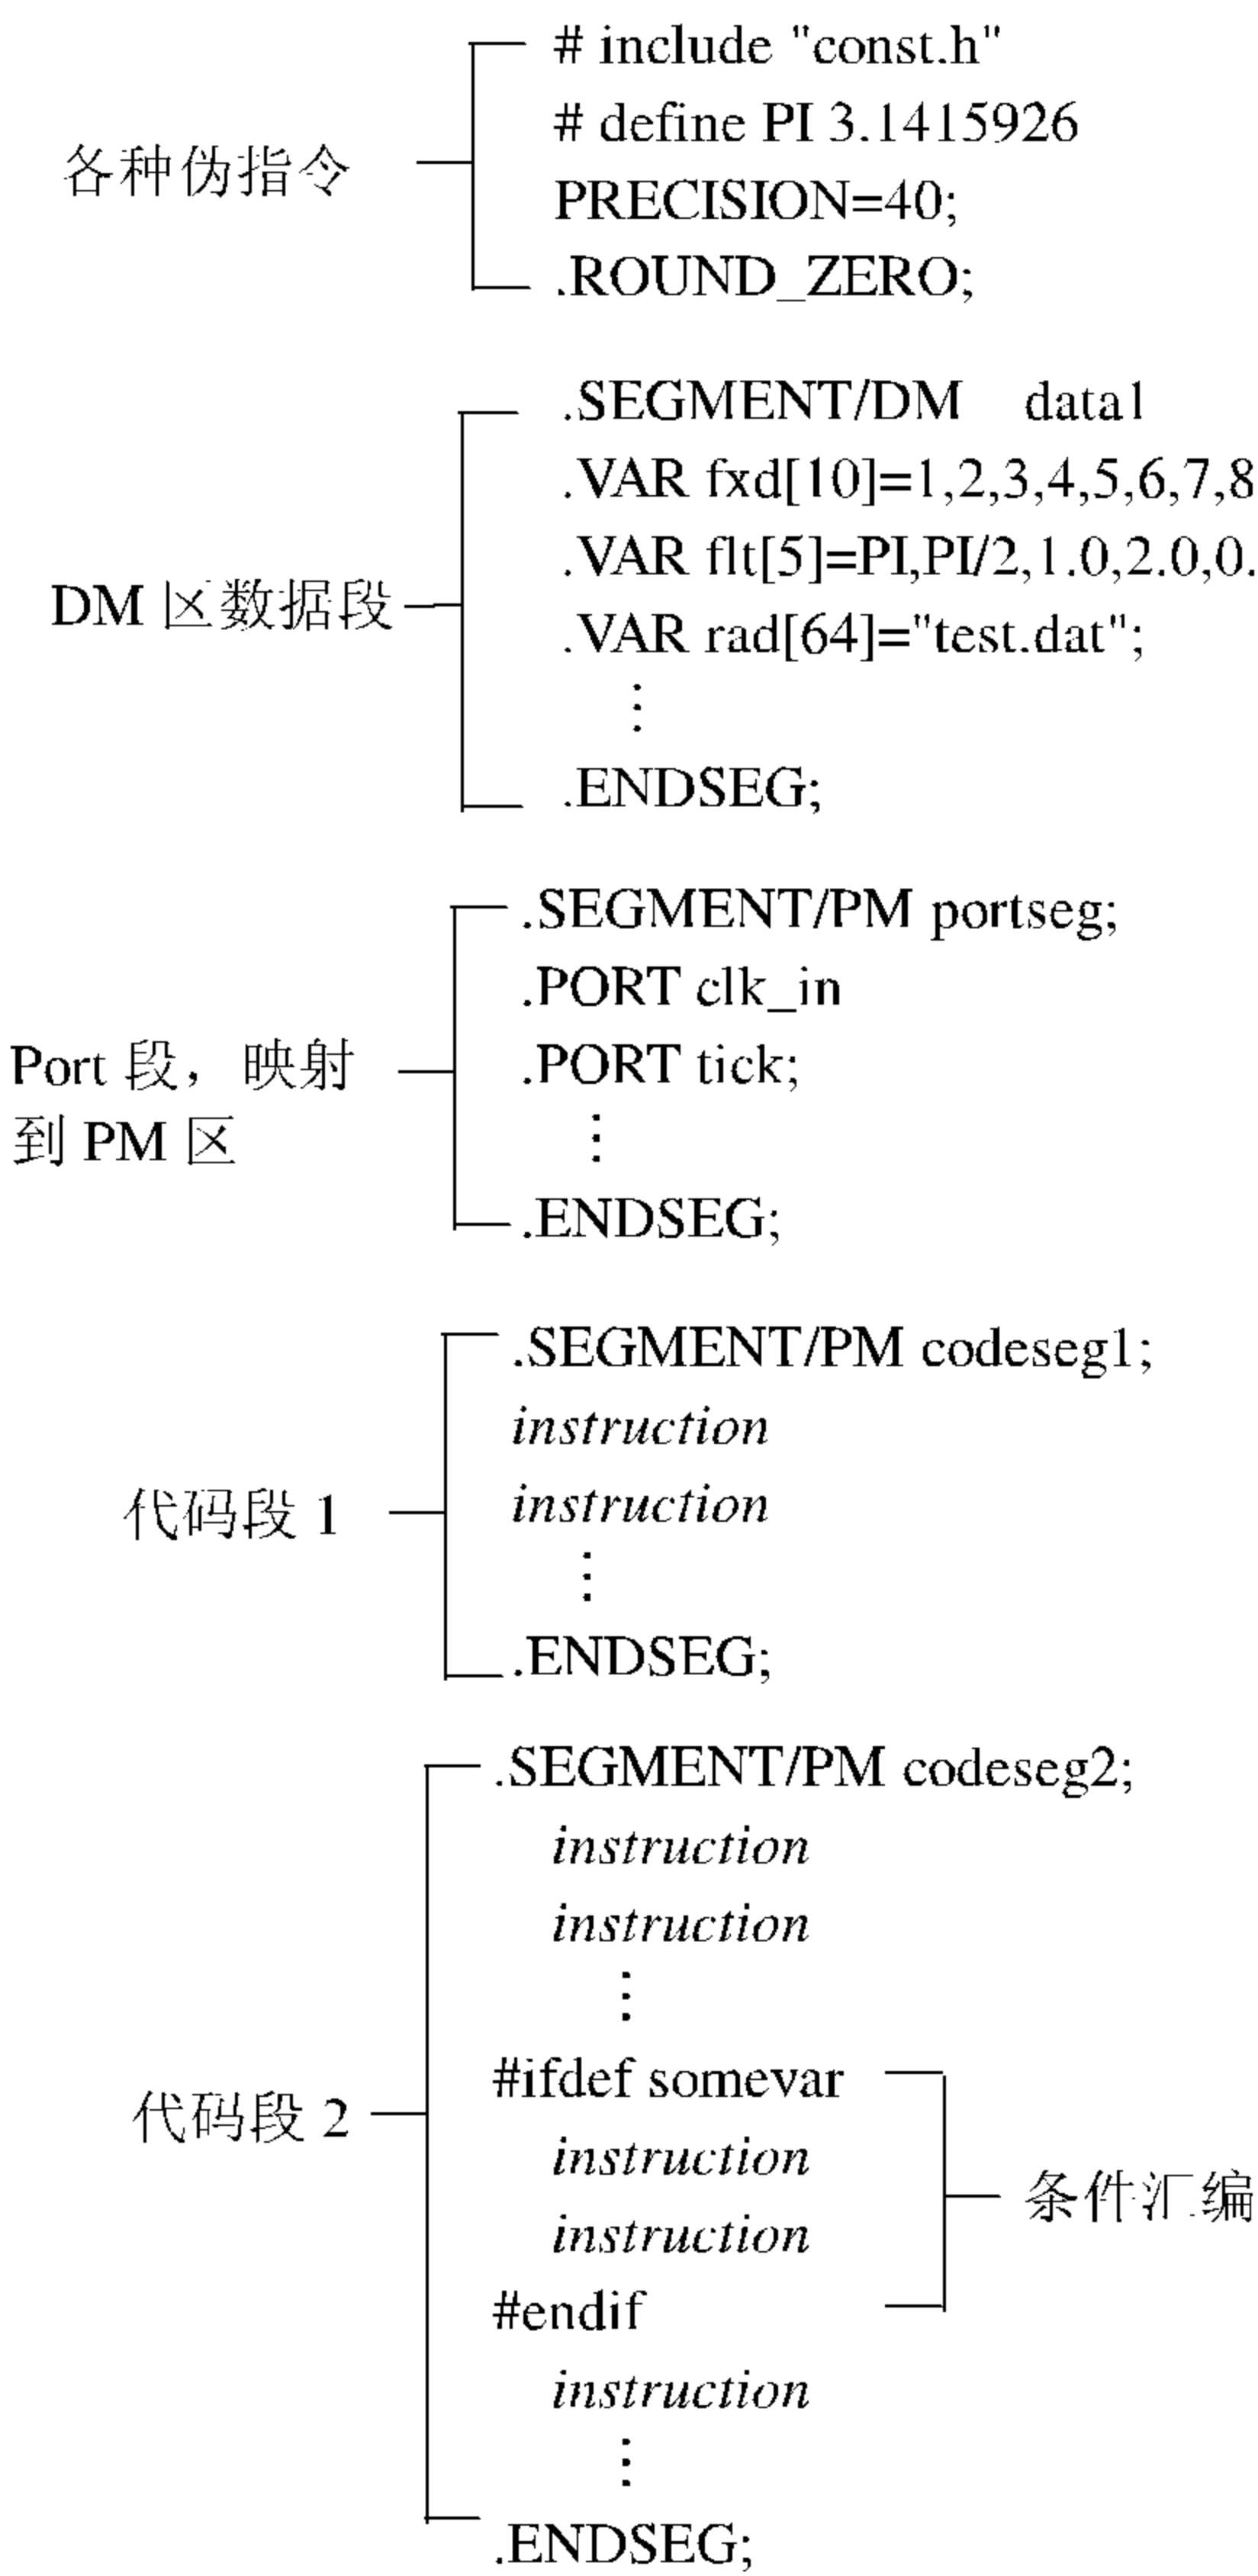 各种伪指令
# include "const.h"
# define PI 3.1415926
PRECISION=40;
.ROUND_ZERO;
DM 区数据段
.SEGMENT/DM data1
.VAR fxd[10]=1,2,3,4,5,6,7,8
.VAR flt[5]=PI,PI/2,1.0,2.0,0.
.VAR rad[64]="test.dat";
⋮
.ENDSEG;
Port 段，映射
到 PM 区
.SEGMENT/PM portseg;
.PORT clk_in
.PORT tick;
⋮
.ENDSEG;
代码段 1
.SEGMENT/PM codeseg1;
instruction
instruction
⋮
.ENDSEG;
代码段 2
.SEGMENT/PM codeseg2;
instruction
instruction
⋮
#ifdef somevar
instruction
instruction
#endif
条件汇编
instruction
⋮
.ENDSEG;